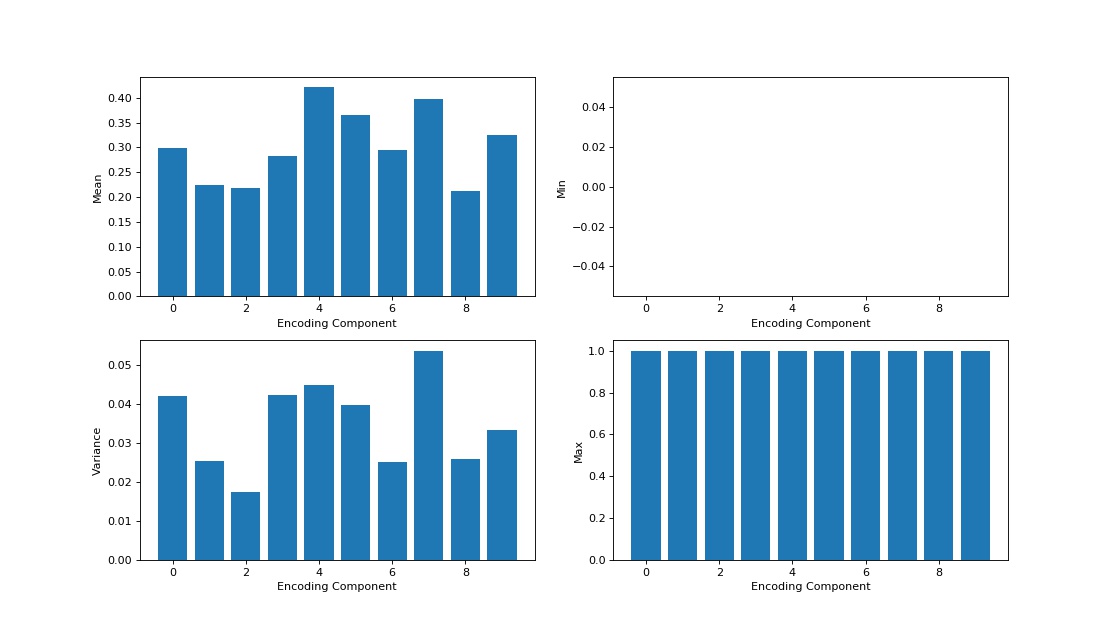 0.40
0.35
0.30
0.25
0.20
0.15
0.10
0.05
0.00
Mean
0 2 4 6 8
Encoding Component
0.04
0.02
0.00
−0.02
−0.04
Min
0 2 4 6 8
Encoding Component
0.05
0.04
0.03
0.02
0.01
0.00
Variance
0 2 4 6 8
Encoding Component
1.0
0.8
0.6
0.4
0.2
0.0
Max
0 2 4 6 8
Encoding Component